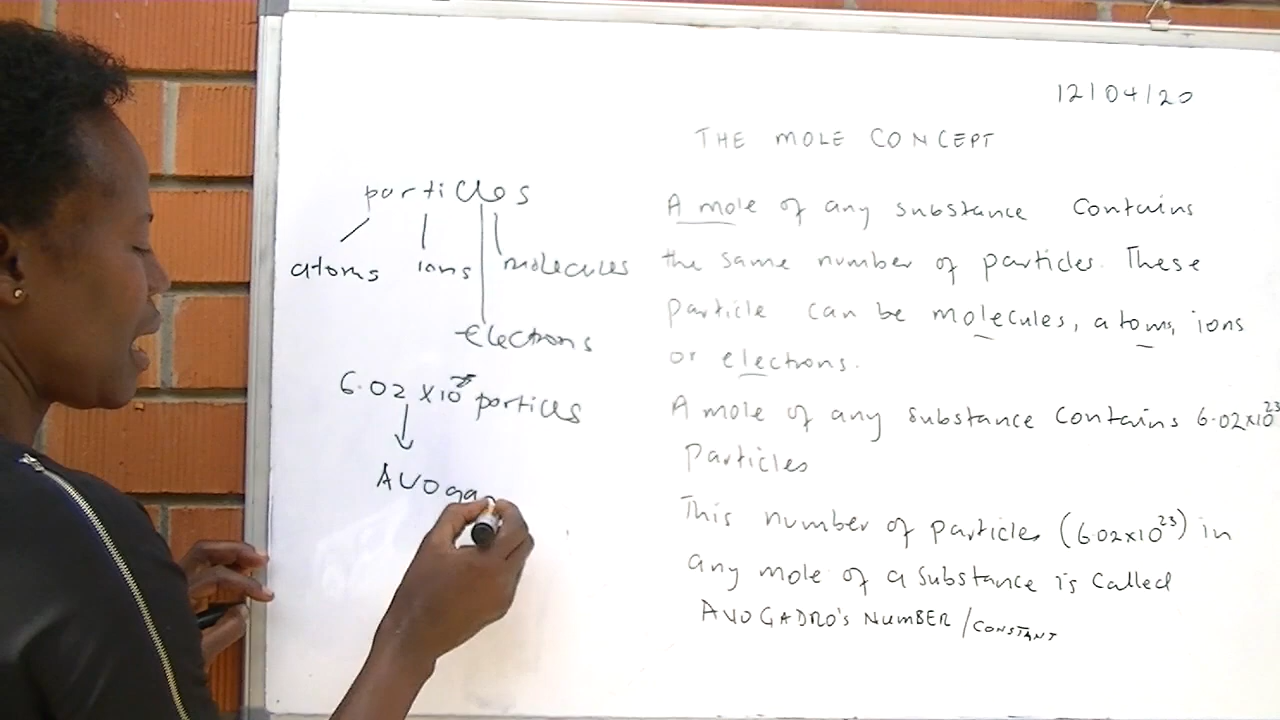 12/04/20
THE MOLE CONCEPT
particles
atoms ions molecules
electrons
6.02 x10 particles
AVOga
A mole of any substance contains
the same number of particles. These
particle can be molecules, atoms, ions
or electrons.
A mole of any substance contains 6.02x10²³
particles
This number of particles (6.02x10²³) in
any mole of a substance is called
AVOGADRO's NUMBER /CONSTANT